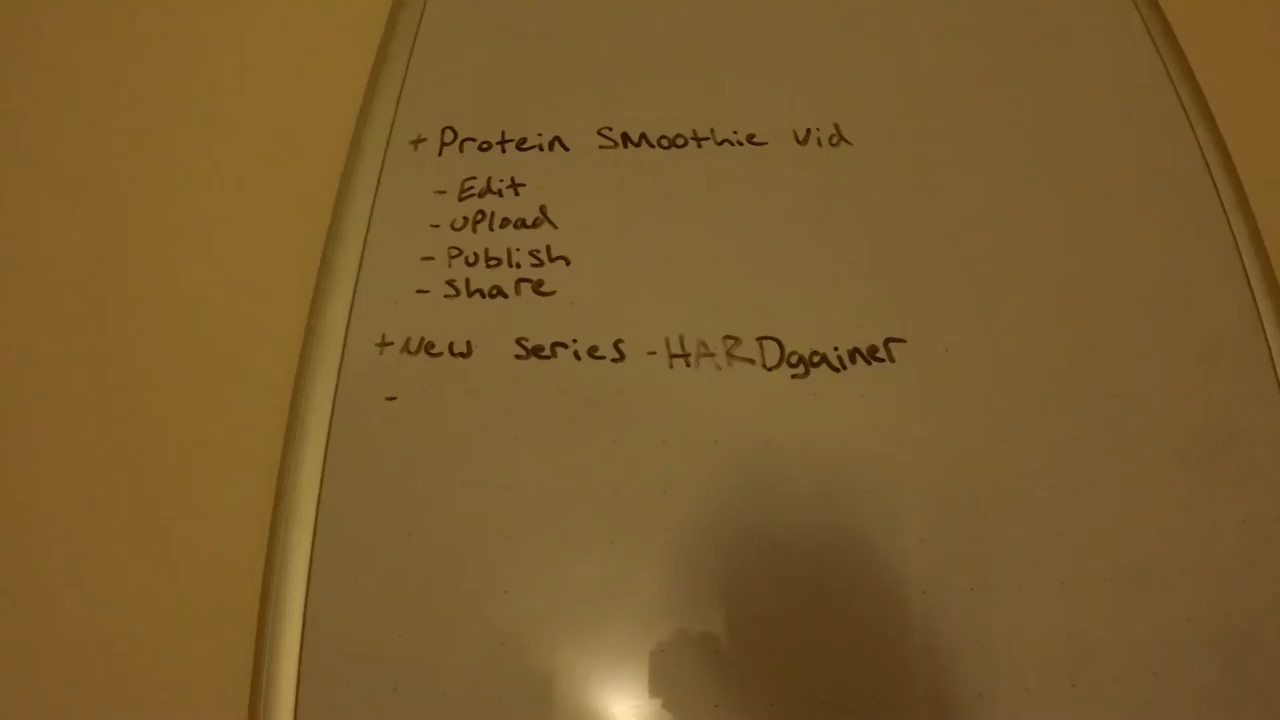 + Protein SMoothie Vid
- Edit
- UPload
- Publish
- Share
+ New Series - HARDgainer
-